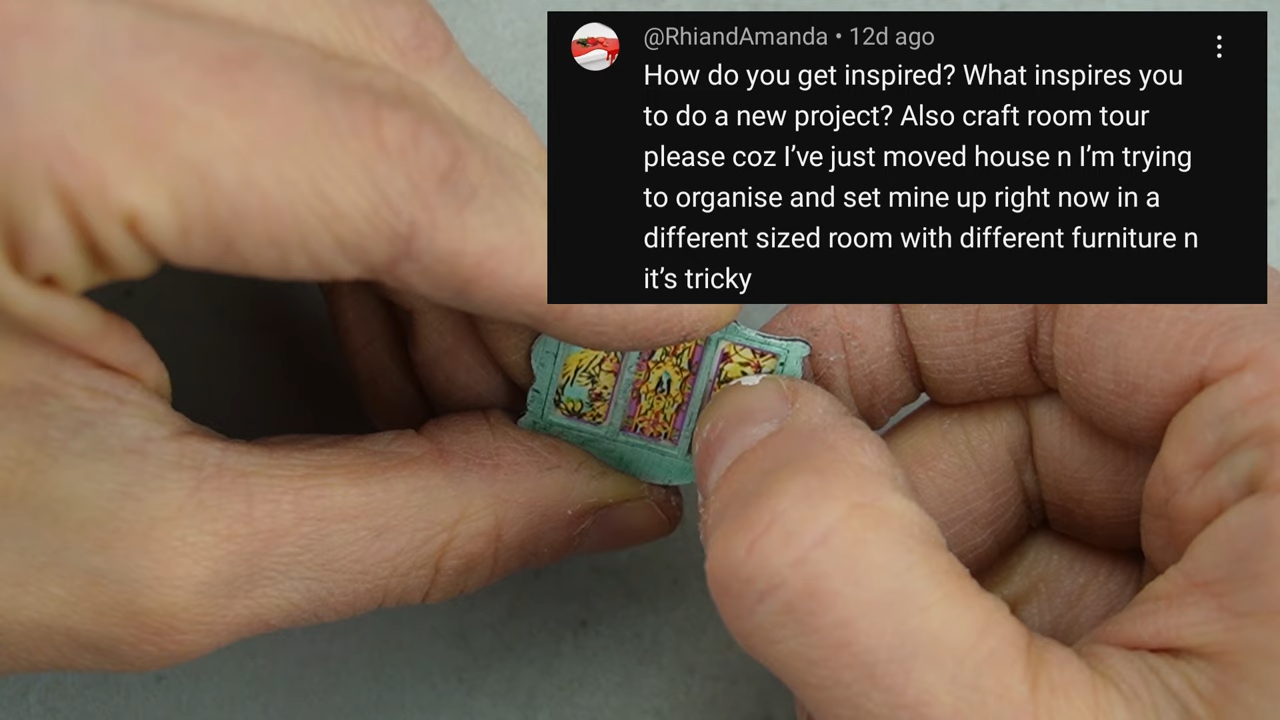 @RhiandAmanda • 12d ago
How do you get inspired? What inspires you
to do a new project? Also craft room tour
please coz I've just moved house n I'm trying
to organise and set mine up right now in a
different sized room with different furniture n
it's tricky